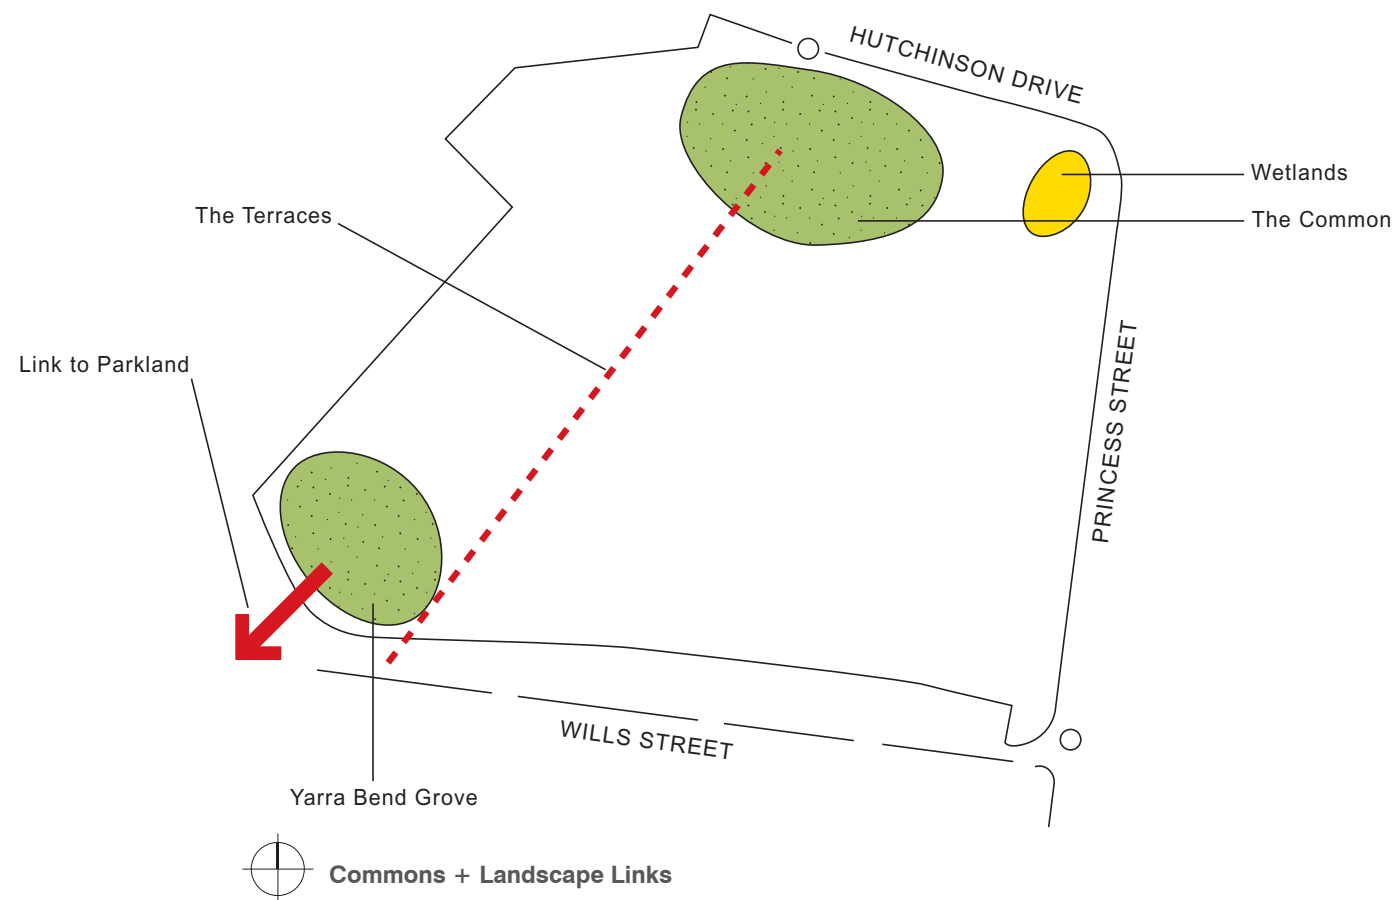 HUTCHINSON DRIVE
Wetlands
The Terraces
The Common
Link to Parkland
PRINCESS STREET
WILLS STREET
Yarra Bend Grove
Commons + Landscape Links